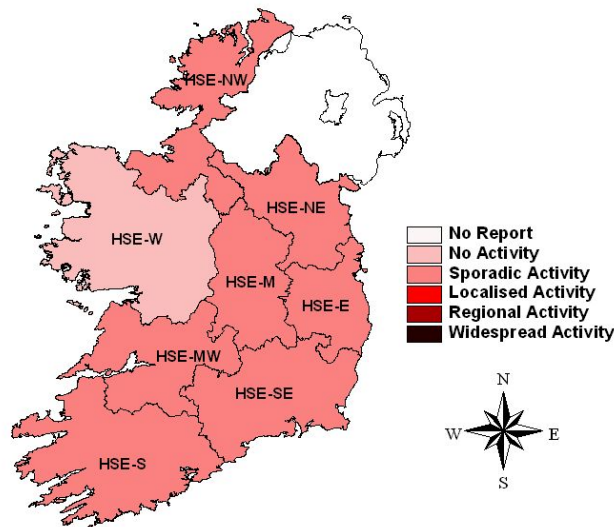 HSE-NW
HSE-NE
HSE-W
HSE-M
HSE-E
HSE-MW
HSE-SE
HSE-S
No Report
No Activity
Sporadic Activity
Localised Activity
Regional Activity
Widespread Activity
N
W E
S